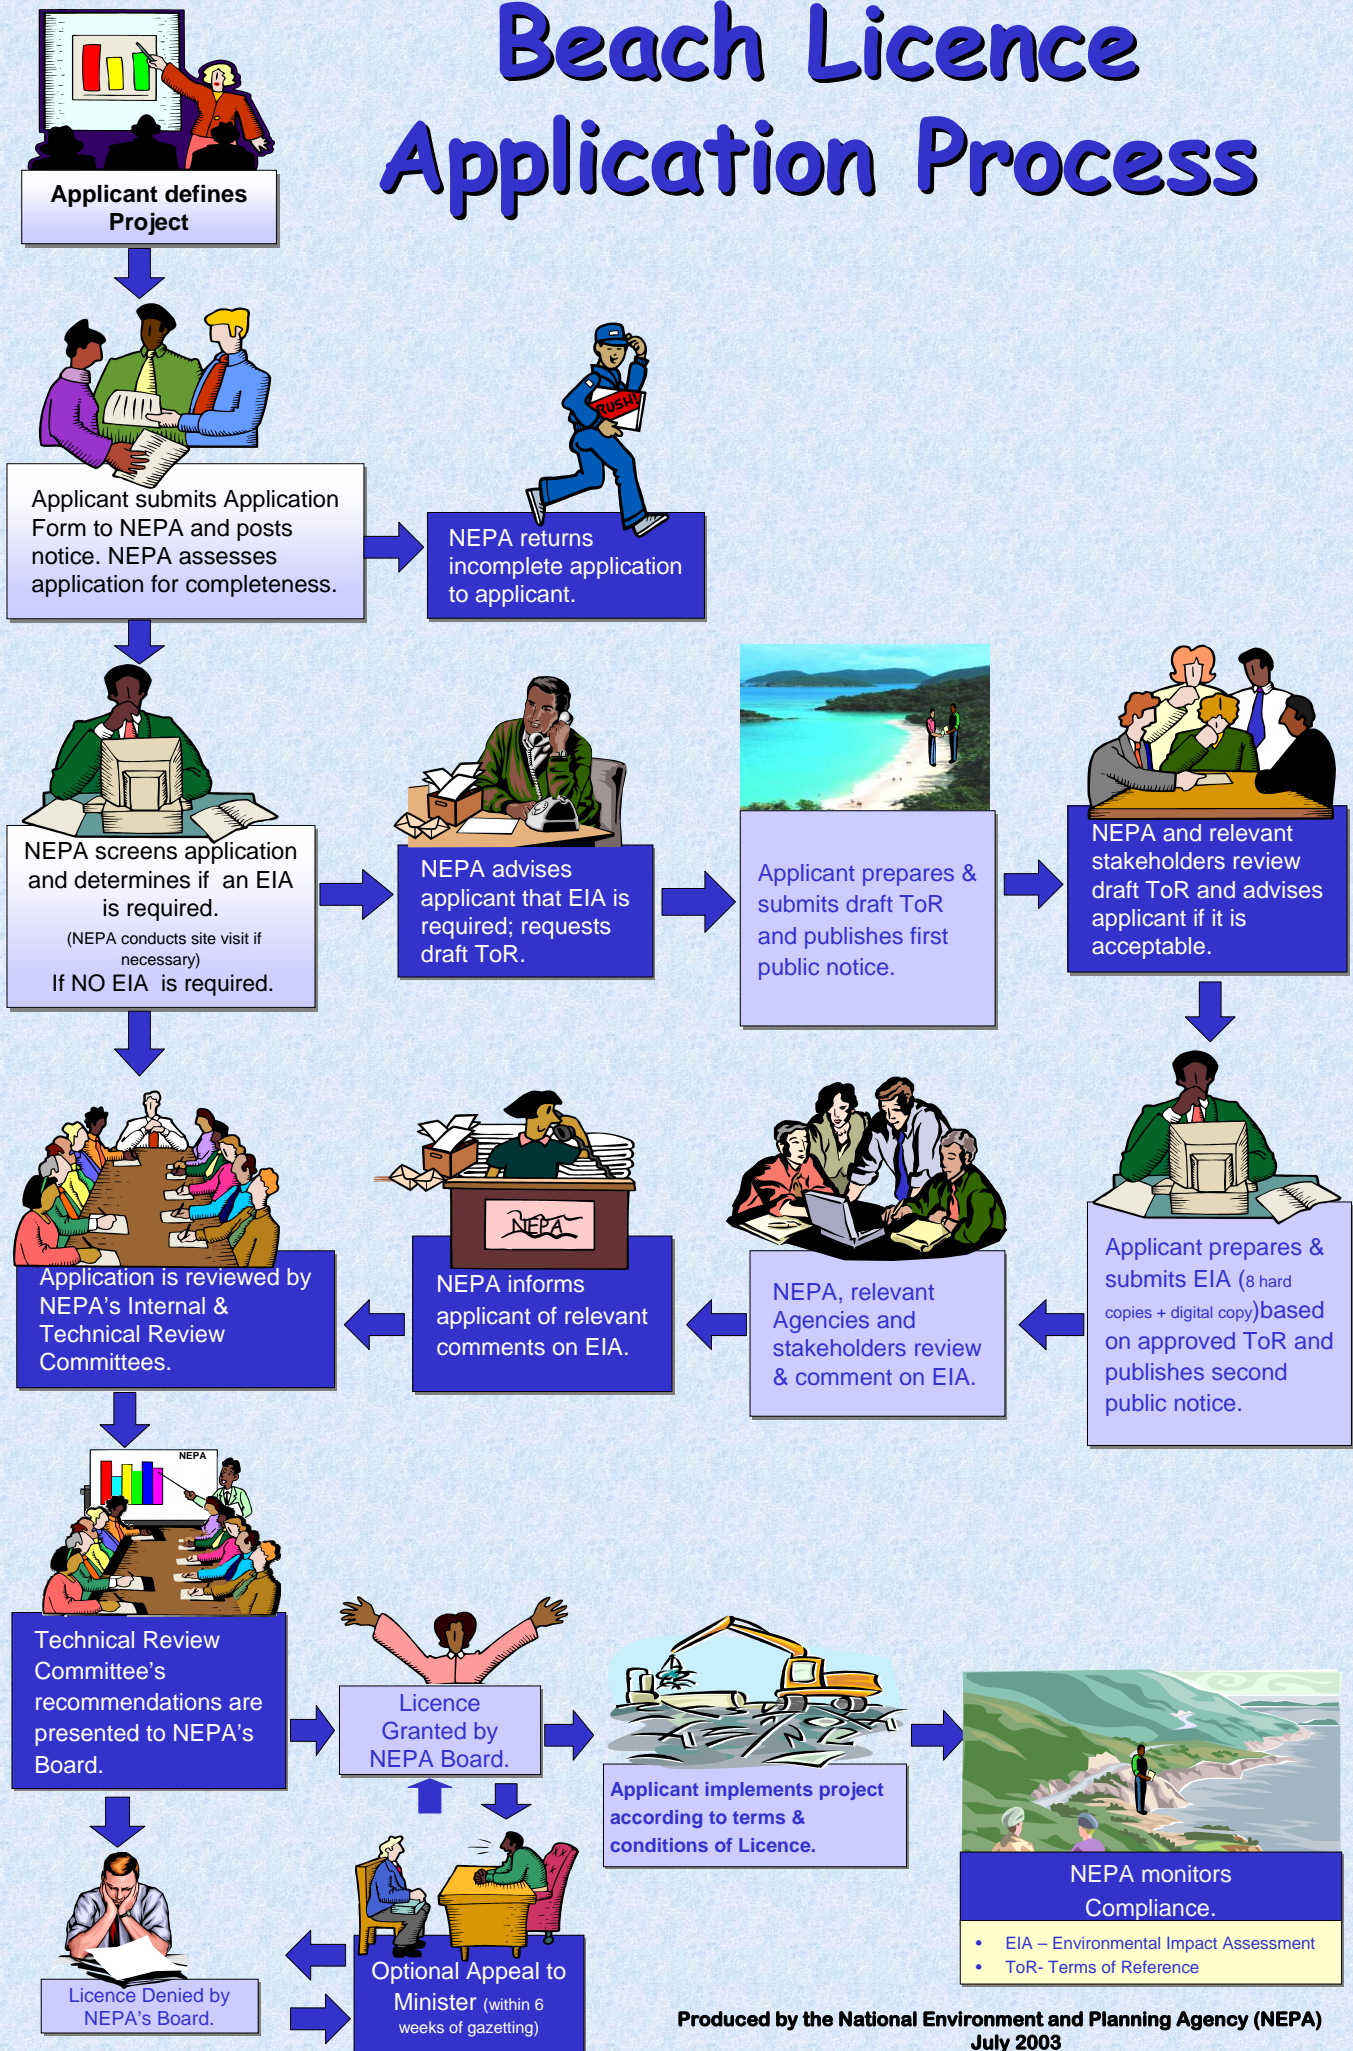 Beach Licence
Application Process
Applicant defines
Project
RUSH!
Applicant submits Application
Form to NEPA and posts
notice. NEPA assesses
application for completeness.
NEPA returns
incomplete application
to applicant.
NEPA screens application
and determines if an EIA
is required.
(NEPA conducts site visit if
necessary)
If NO EIA is required.
NEPA advises
applicant that EIA is
required; requests
draft ToR.
Applicant prepares &
submits draft ToR
and publishes first
public notice.
NEPA and relevant
stakeholders review
draft ToR and advises
applicant if it is
acceptable.
Applicant prepares &
submits EIA (8 hard
copies + digital copy)based
on approved ToR and
publishes second
public notice.
NEPA, relevant
Agencies and
stakeholders review
& comment on EIA.
NEPA
NEPA informs
applicant of relevant
comments on EIA.
Application is reviewed by
NEPA's Internal &
Technical Review
Committees.
NEPA
Technical Review
Committee's
recommendations are
presented to NEPA's
Board.
Licence
Granted by
NEPA Board.
Applicant implements project
according to terms &
conditions of Licence.
NEPA monitors
Compliance.
• EIA – Environmental Impact Assessment
• ToR- Terms of Reference
Licence Denied by
NEPA's Board.
Optional Appeal to
Minister (within 6
weeks of gazetting)
Produced by the National Environment and Planning Agency (NEPA)
July 2003